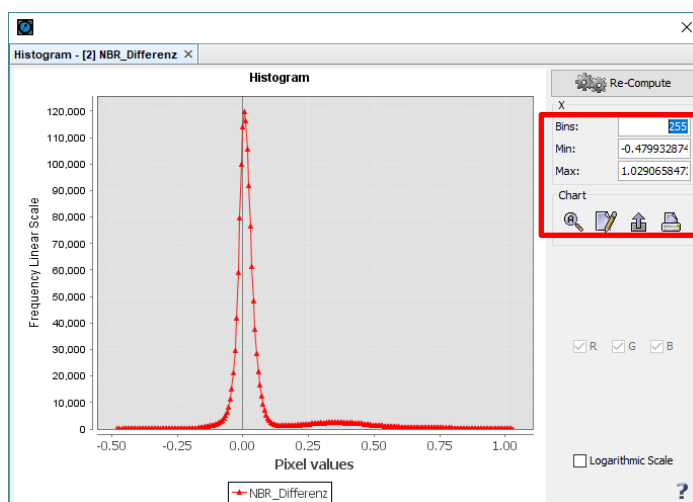 Histogram - [2] NBR_Differenz ×
Histogram
Frequency Linear Scale
120,000
110,000
100,000
90,000
80,000
70,000
60,000
50,000
40,000
30,000
20,000
10,000
0
-0.50 -0.25 0.00 0.25 0.50 0.75 1.00
Pixel values
NBR_Differenz
Re-Compute
X
Bins: 255
Min: -0.479932874
Max: 1.029065847
Chart
R G B
Logarithmic Scale
?